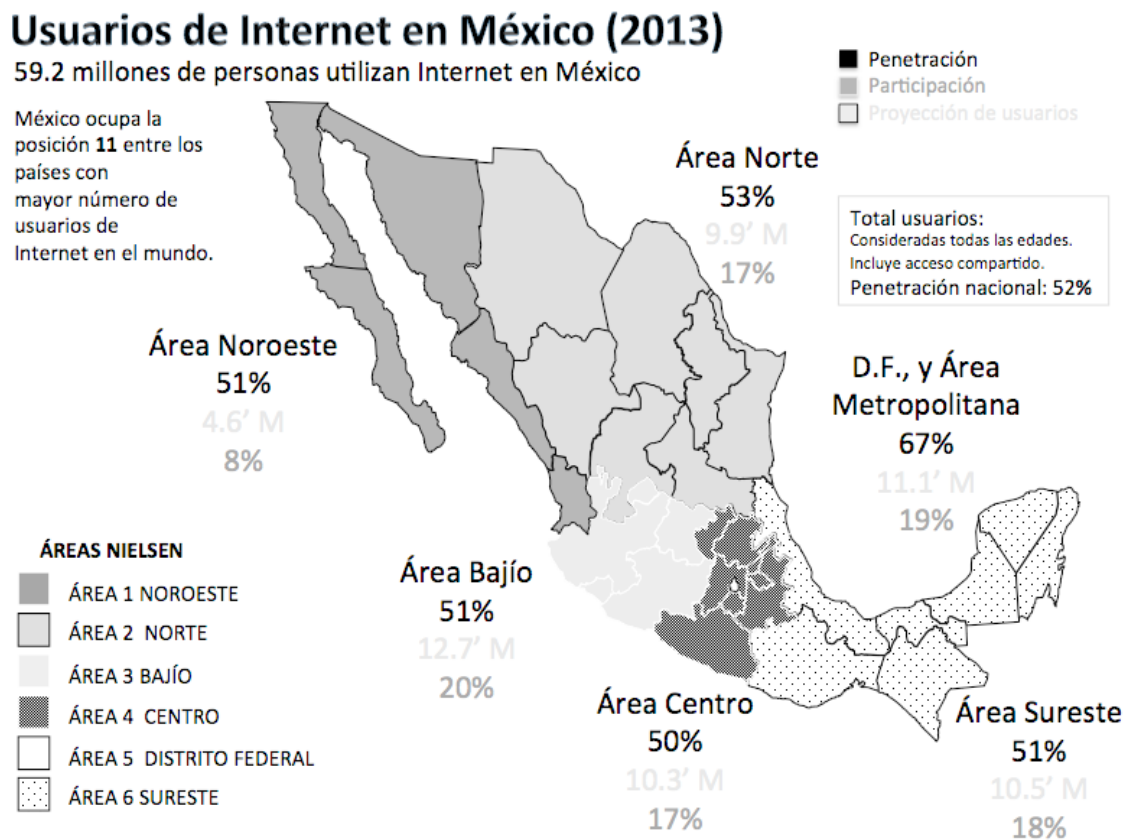 Usuarios de Internet en México (2013)
59.2 millones de personas utilizan Internet en México
México ocupa la
posición 11 entre los
países con
mayor número de
usuarios de
Internet en el mundo.
Penetración
Participación
Proyección de usuarios
Total usuarios:
Consideradas todas las edades.
Incluye acceso compartido.
Penetración nacional: 52%
Área Norte
53%
9.9’ M
17%
Área Noroeste
51%
4.6’ M
8%
D.F., y Área
Metropolitana
67%
11.1’ M
19%
Área Bajío
51%
12.7’ M
20%
Área Centro
50%
10.3’ M
17%
Área Sureste
51%
10.5’ M
18%
ÁREAS NIELSEN
ÁREA 1 NOROESTE
ÁREA 2 NORTE
ÁREA 3 BAJÍO
ÁREA 4 CENTRO
ÁREA 5 DISTRITO FEDERAL
ÁREA 6 SURESTE